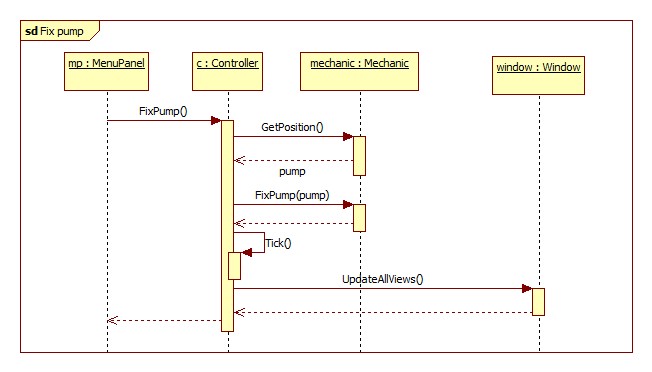 sd Fix pump
mp : MenuPanel
c : Controller
mechanic : Mechanic
window : Window
FixPump()
GetPosition()
pump
FixPump(pump)
Tick()
UpdateAllViews()